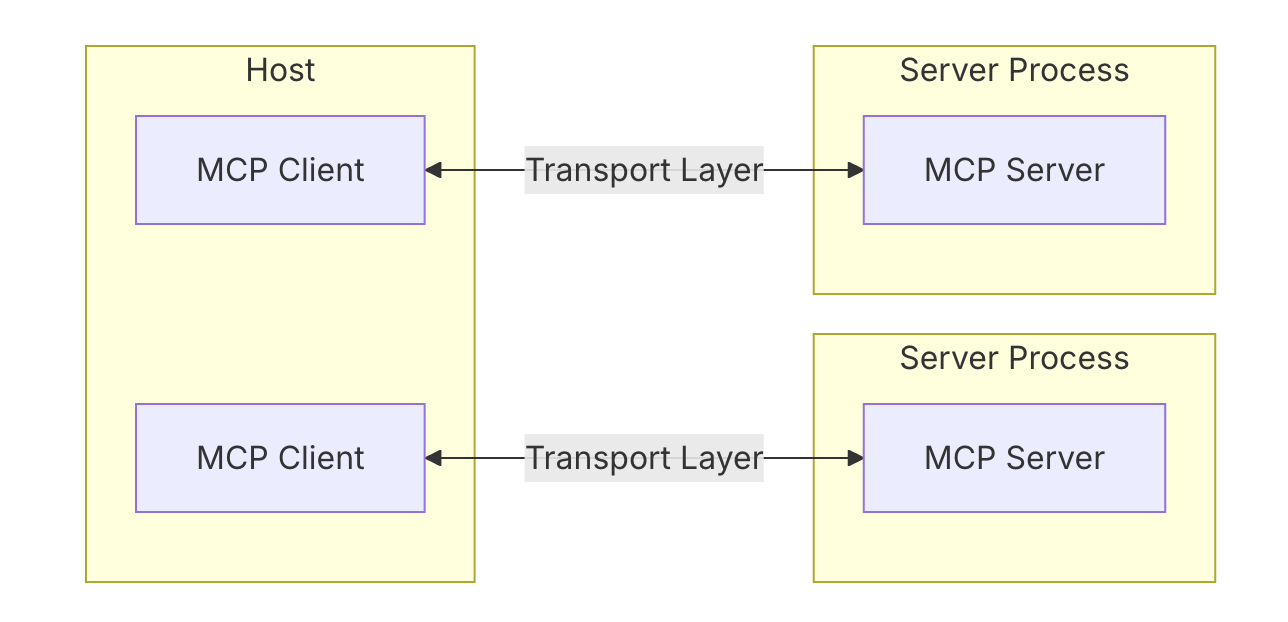 Host
Server Process
MCP Client
Transport Layer
MCP Server
Server Process
MCP Client
Transport Layer
MCP Server